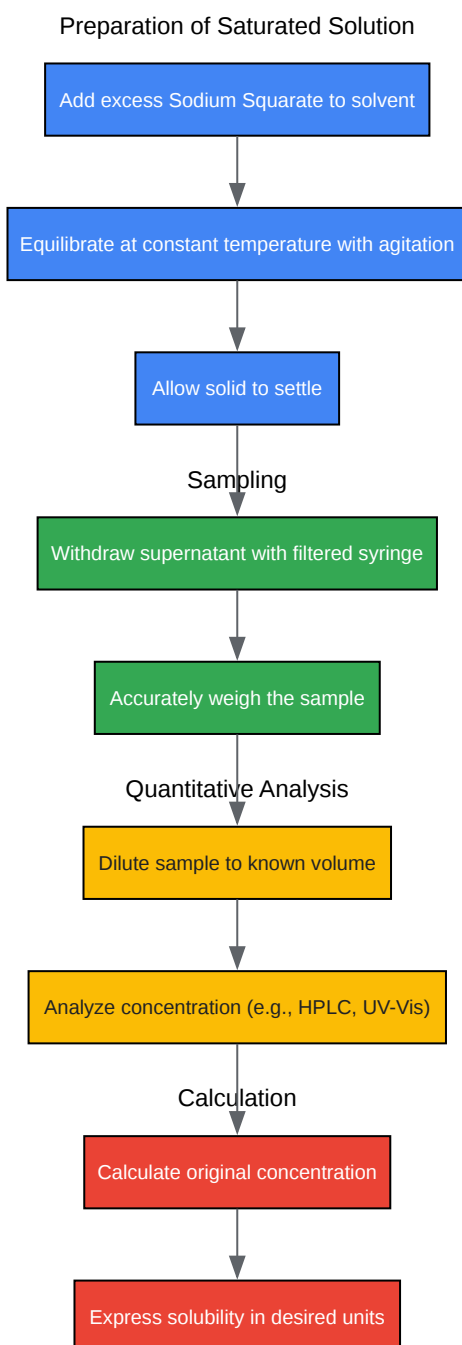 Preparation of Saturated Solution
Add excess Sodium Squarate to solvent
Equilibrate at constant temperature with agitation
Allow solid to settle
Sampling
Withdraw supernatant with filtered syringe
Accurately weigh the sample
Quantitative Analysis
Dilute sample to known volume
Analyze concentration (e.g., HPLC, UV-Vis)
Calculation
Calculate original concentration
Express solubility in desired units